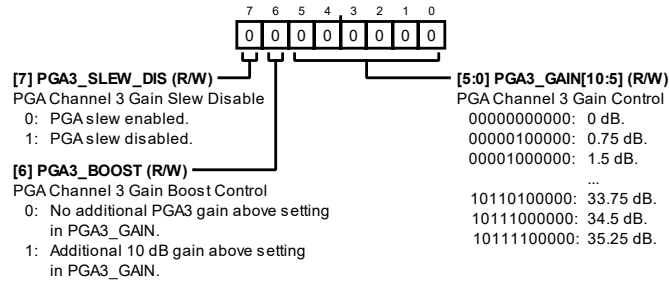 7 6 5 4 3 2 1 0
0 0 0 0 0 0 0 0
[7] PGA3_SLEW_DIS (R/W)
PGA Channel 3 Gain Slew Disable
0: PGA slew enabled.
1: PGA slew disabled.
[6] PGA3_BOOST (R/W)
PGA Channel 3 Gain Boost Control
0: No additional PGA3 gain above setting
in PGA3_GAIN.
1: Additional 10 dB gain above setting
in PGA3_GAIN.
[5:0] PGA3_GAIN[10:5] (R/W)
PGA Channel 3 Gain Control
00000000000: 0 dB.
00000100000: 0.75 dB.
00001000000: 1.5 dB.
...
10110100000: 33.75 dB.
10111000000: 34.5 dB.
10111100000: 35.25 dB.